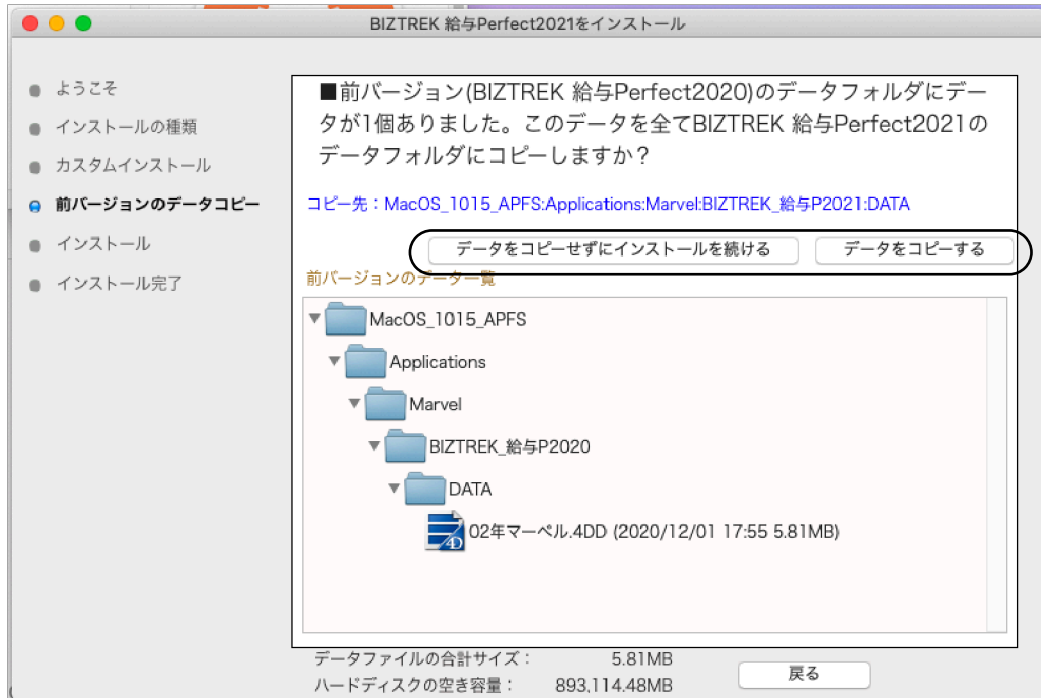 BIZTREK 給与Perfect2021をインストール
ようこそ
インストールの種類
カスタムインストール
前バージョンのデータコピー
インストール
インストール完了
■前バージョン(BIZTREK 給与Perfect2020)のデータフォルダにデー
タが1個ありました。このデータを全てBIZTREK 給与Perfect2021の
データフォルダにコピーしますか？
コピー先：MacOS_1015_APFS:Applications:Marvel:BIZTREK_給与P2021:DATA
データをコピーせずにインストールを続ける データをコピーする
前バージョンのデータ一覧
MacOS_1015_APFS
Applications
Marvel
BIZTREK_給与P2020
DATA
02年マーベル.4DD (2020/12/01 17:55 5.81MB)
データファイルの合計サイズ： 5.81MB
ハードディスクの空き容量： 893,114.48MB
戻る